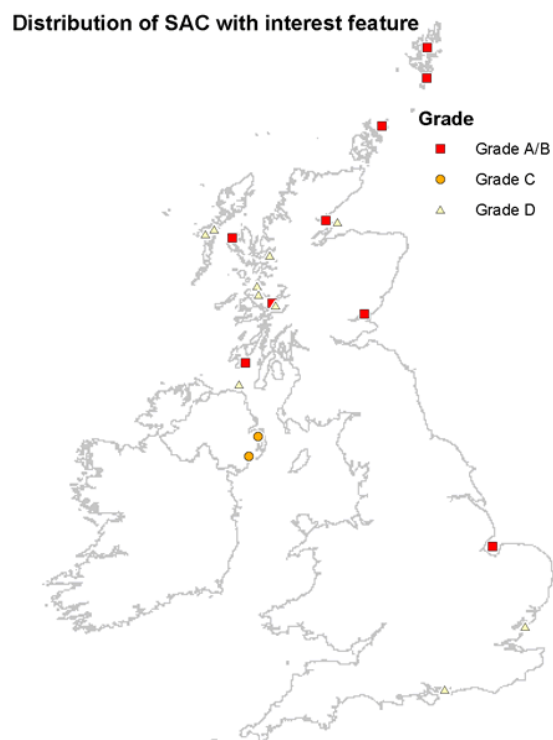 Distribution of SAC with interest feature
Grade
Grade A/B
Grade C
Grade D